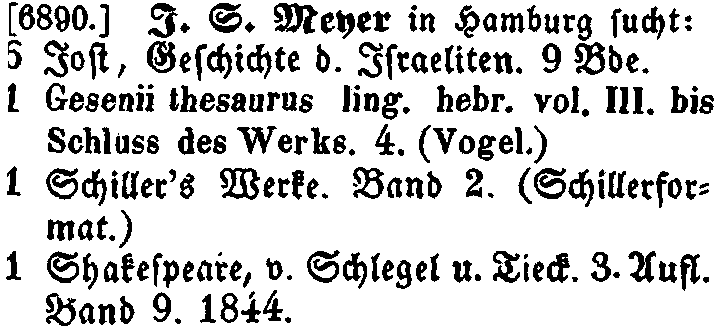 [6890.] J. S. Meyer in Hamburg sucht:
5 Jost, Geschichte d. Israeliten. 9 Bde.
1 Gesenii thesaurus ling. hebr. vol. III. bis
Schluss des Werks. 4. (Vogel.)
1 Schiller's Werke. Band 2. (Schillerfor-
mat.)
1 Shakespeare, v. Schlegel u. Tieck. 3. Aufl.
Band 9. 1844.